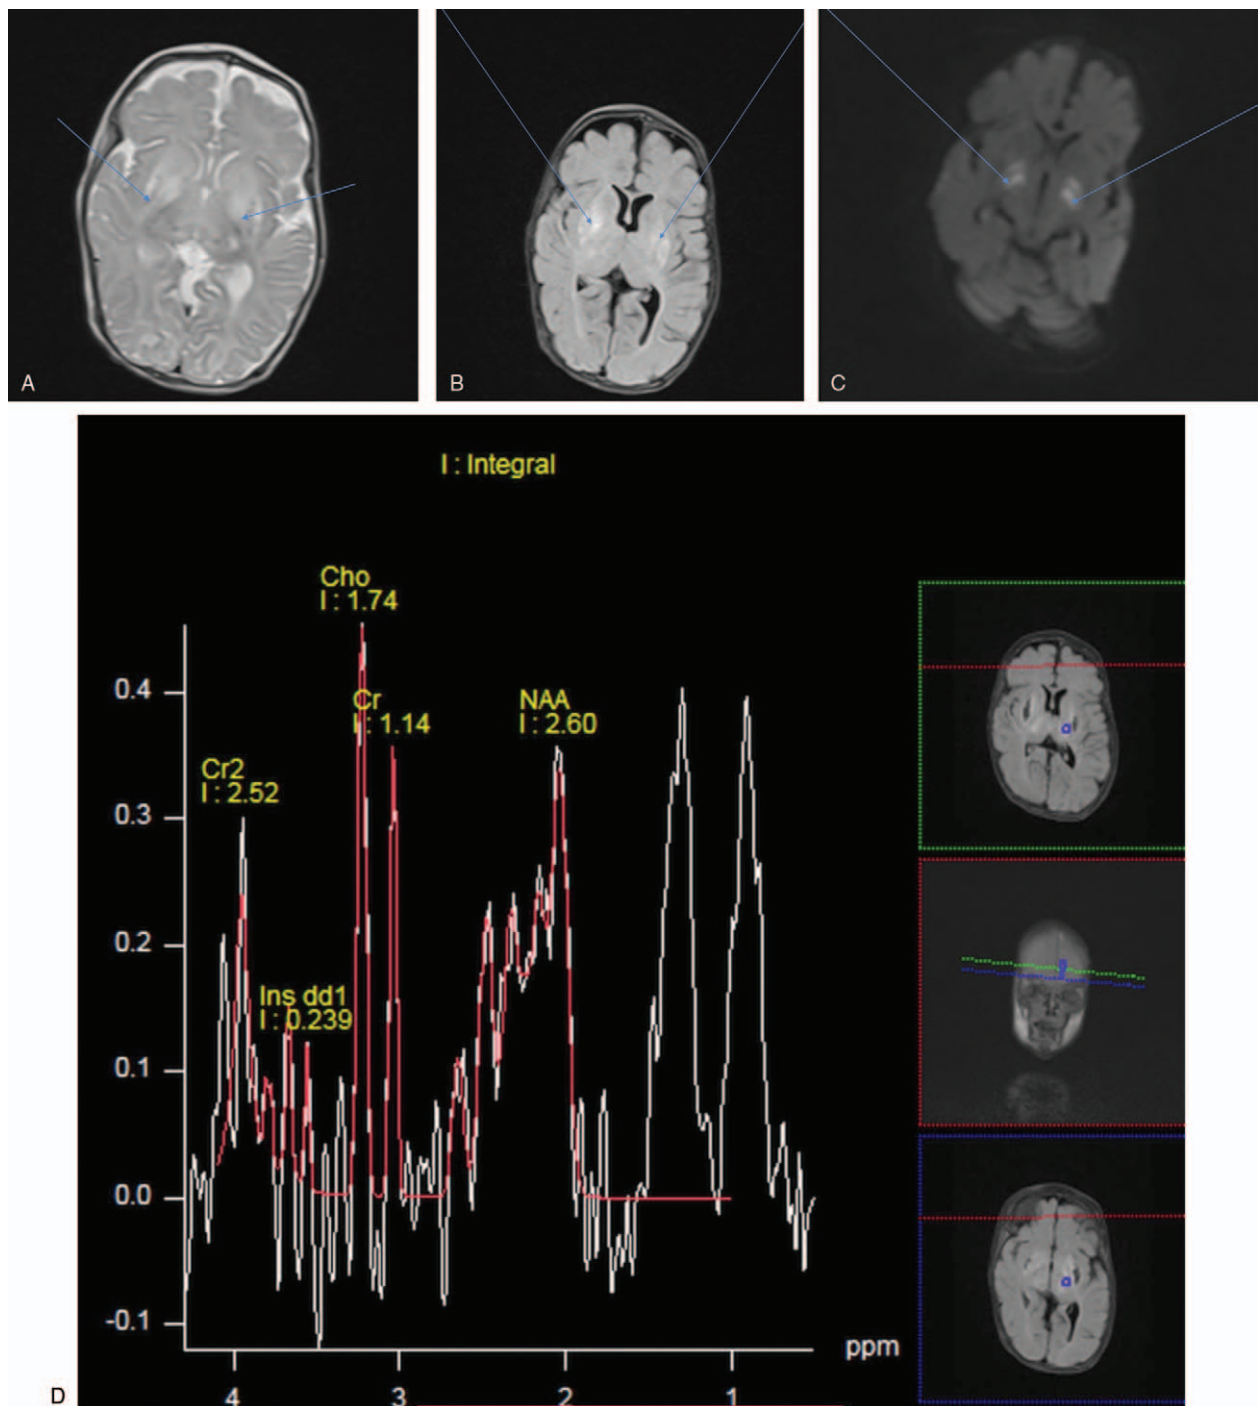 A
B
C
I : Integral
Cho
I : 1.74
Cr
I : 1.14
NAA
I : 2.60
Cr2
I : 2.52
Ins dd1
I : 0.239
0.4
0.3
0.2
0.1
0.0
-0.1
ppm
4
3
2
1
D